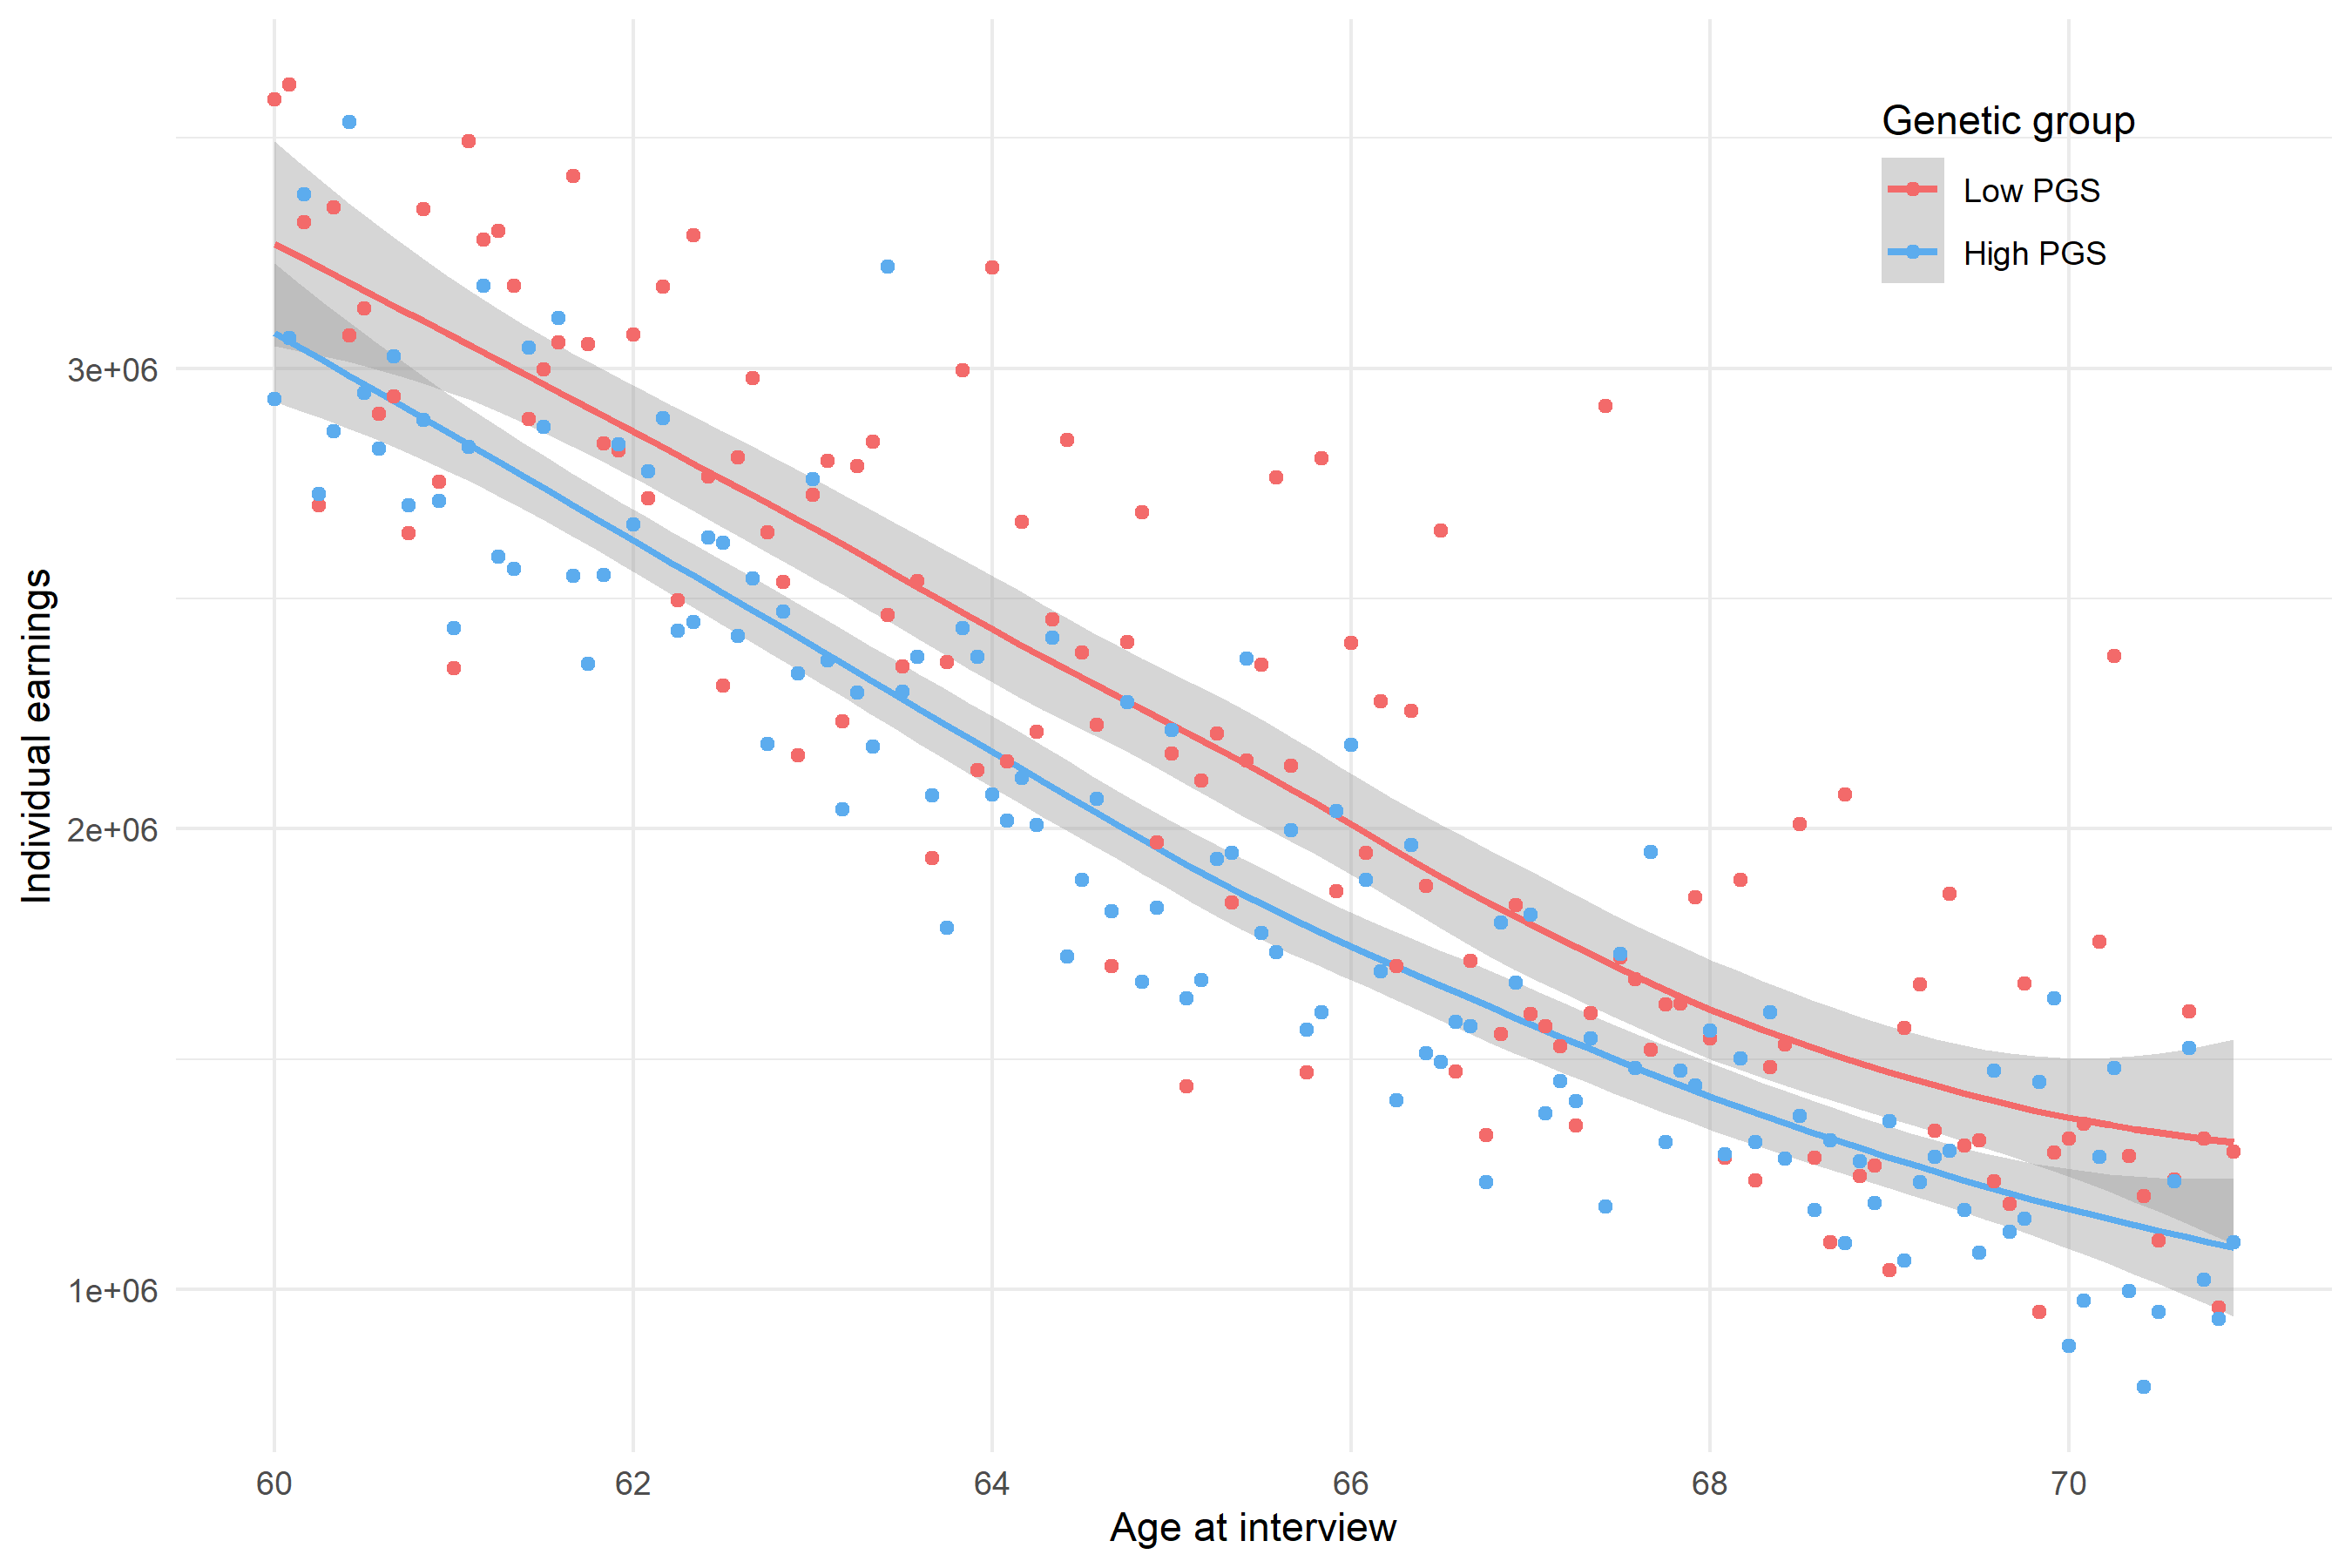 Genetic group
Low PGS
High PGS
Individual earnings
3e+06
2e+06
1e+06
60 62 64 66 68 70
Age at interview